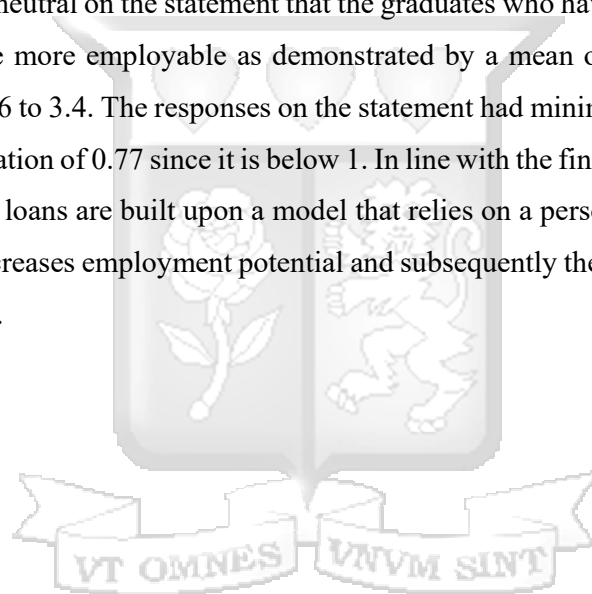 neutral on the statement that the graduates who hav
more employable as demonstrated by a mean o
6 to 3.4. The responses on the statement had minin
ation of 0.77 since it is below 1. In line with the fin
loans are built upon a model that relies on a perso
creases employment potential and subsequently the
VT OMNES VNVM SINT